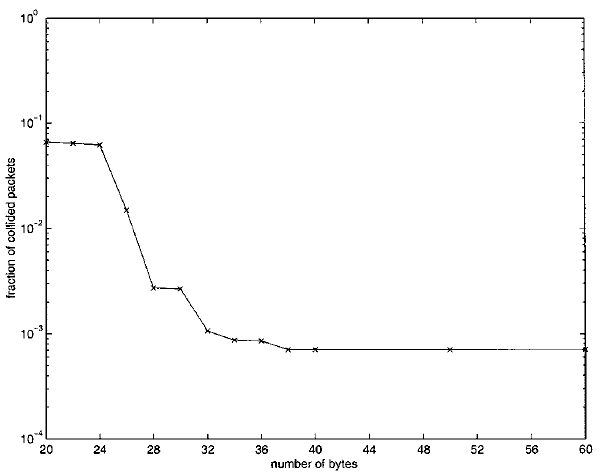 10^0
10^-1
10^-2
10^-3
10^-4
fraction of collided packets
20 24 28 32 36 40 44 48 52 56 60
number of bytes